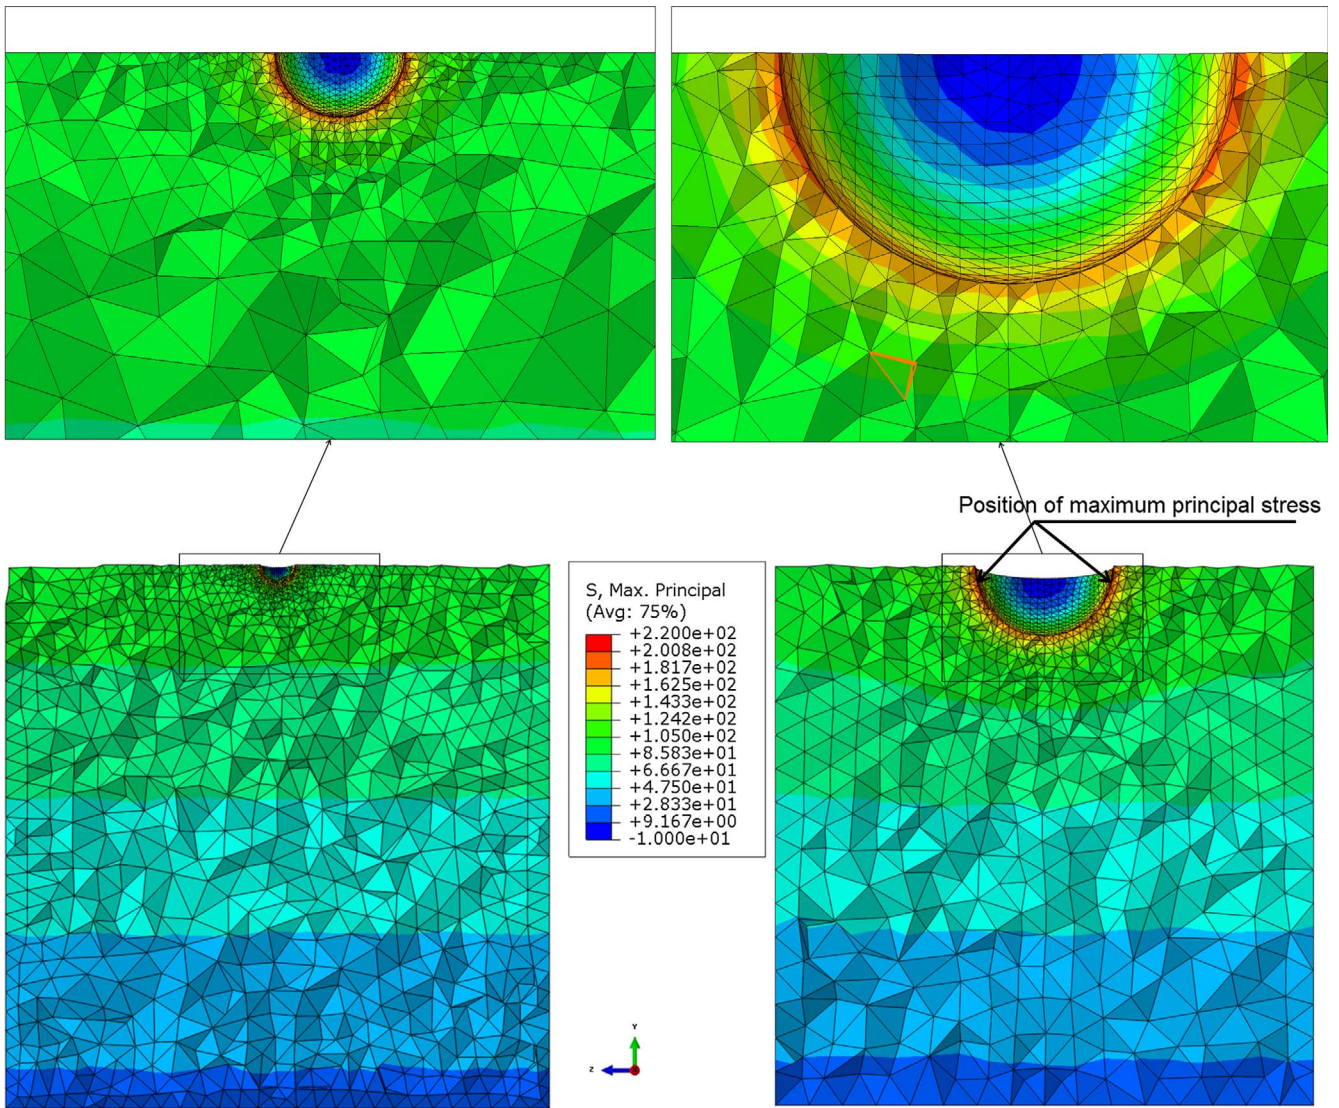 Position of maximum principal stress
S, Max. Principal
(Avg: 75%)
+2.200e+02
+2.008e+02
+1.817e+02
+1.625e+02
+1.433e+02
+1.242e+02
+1.050e+02
+8.583e+01
+6.667e+01
+4.750e+01
+2.833e+01
+9.167e+00
-1.000e+01
Y
Z